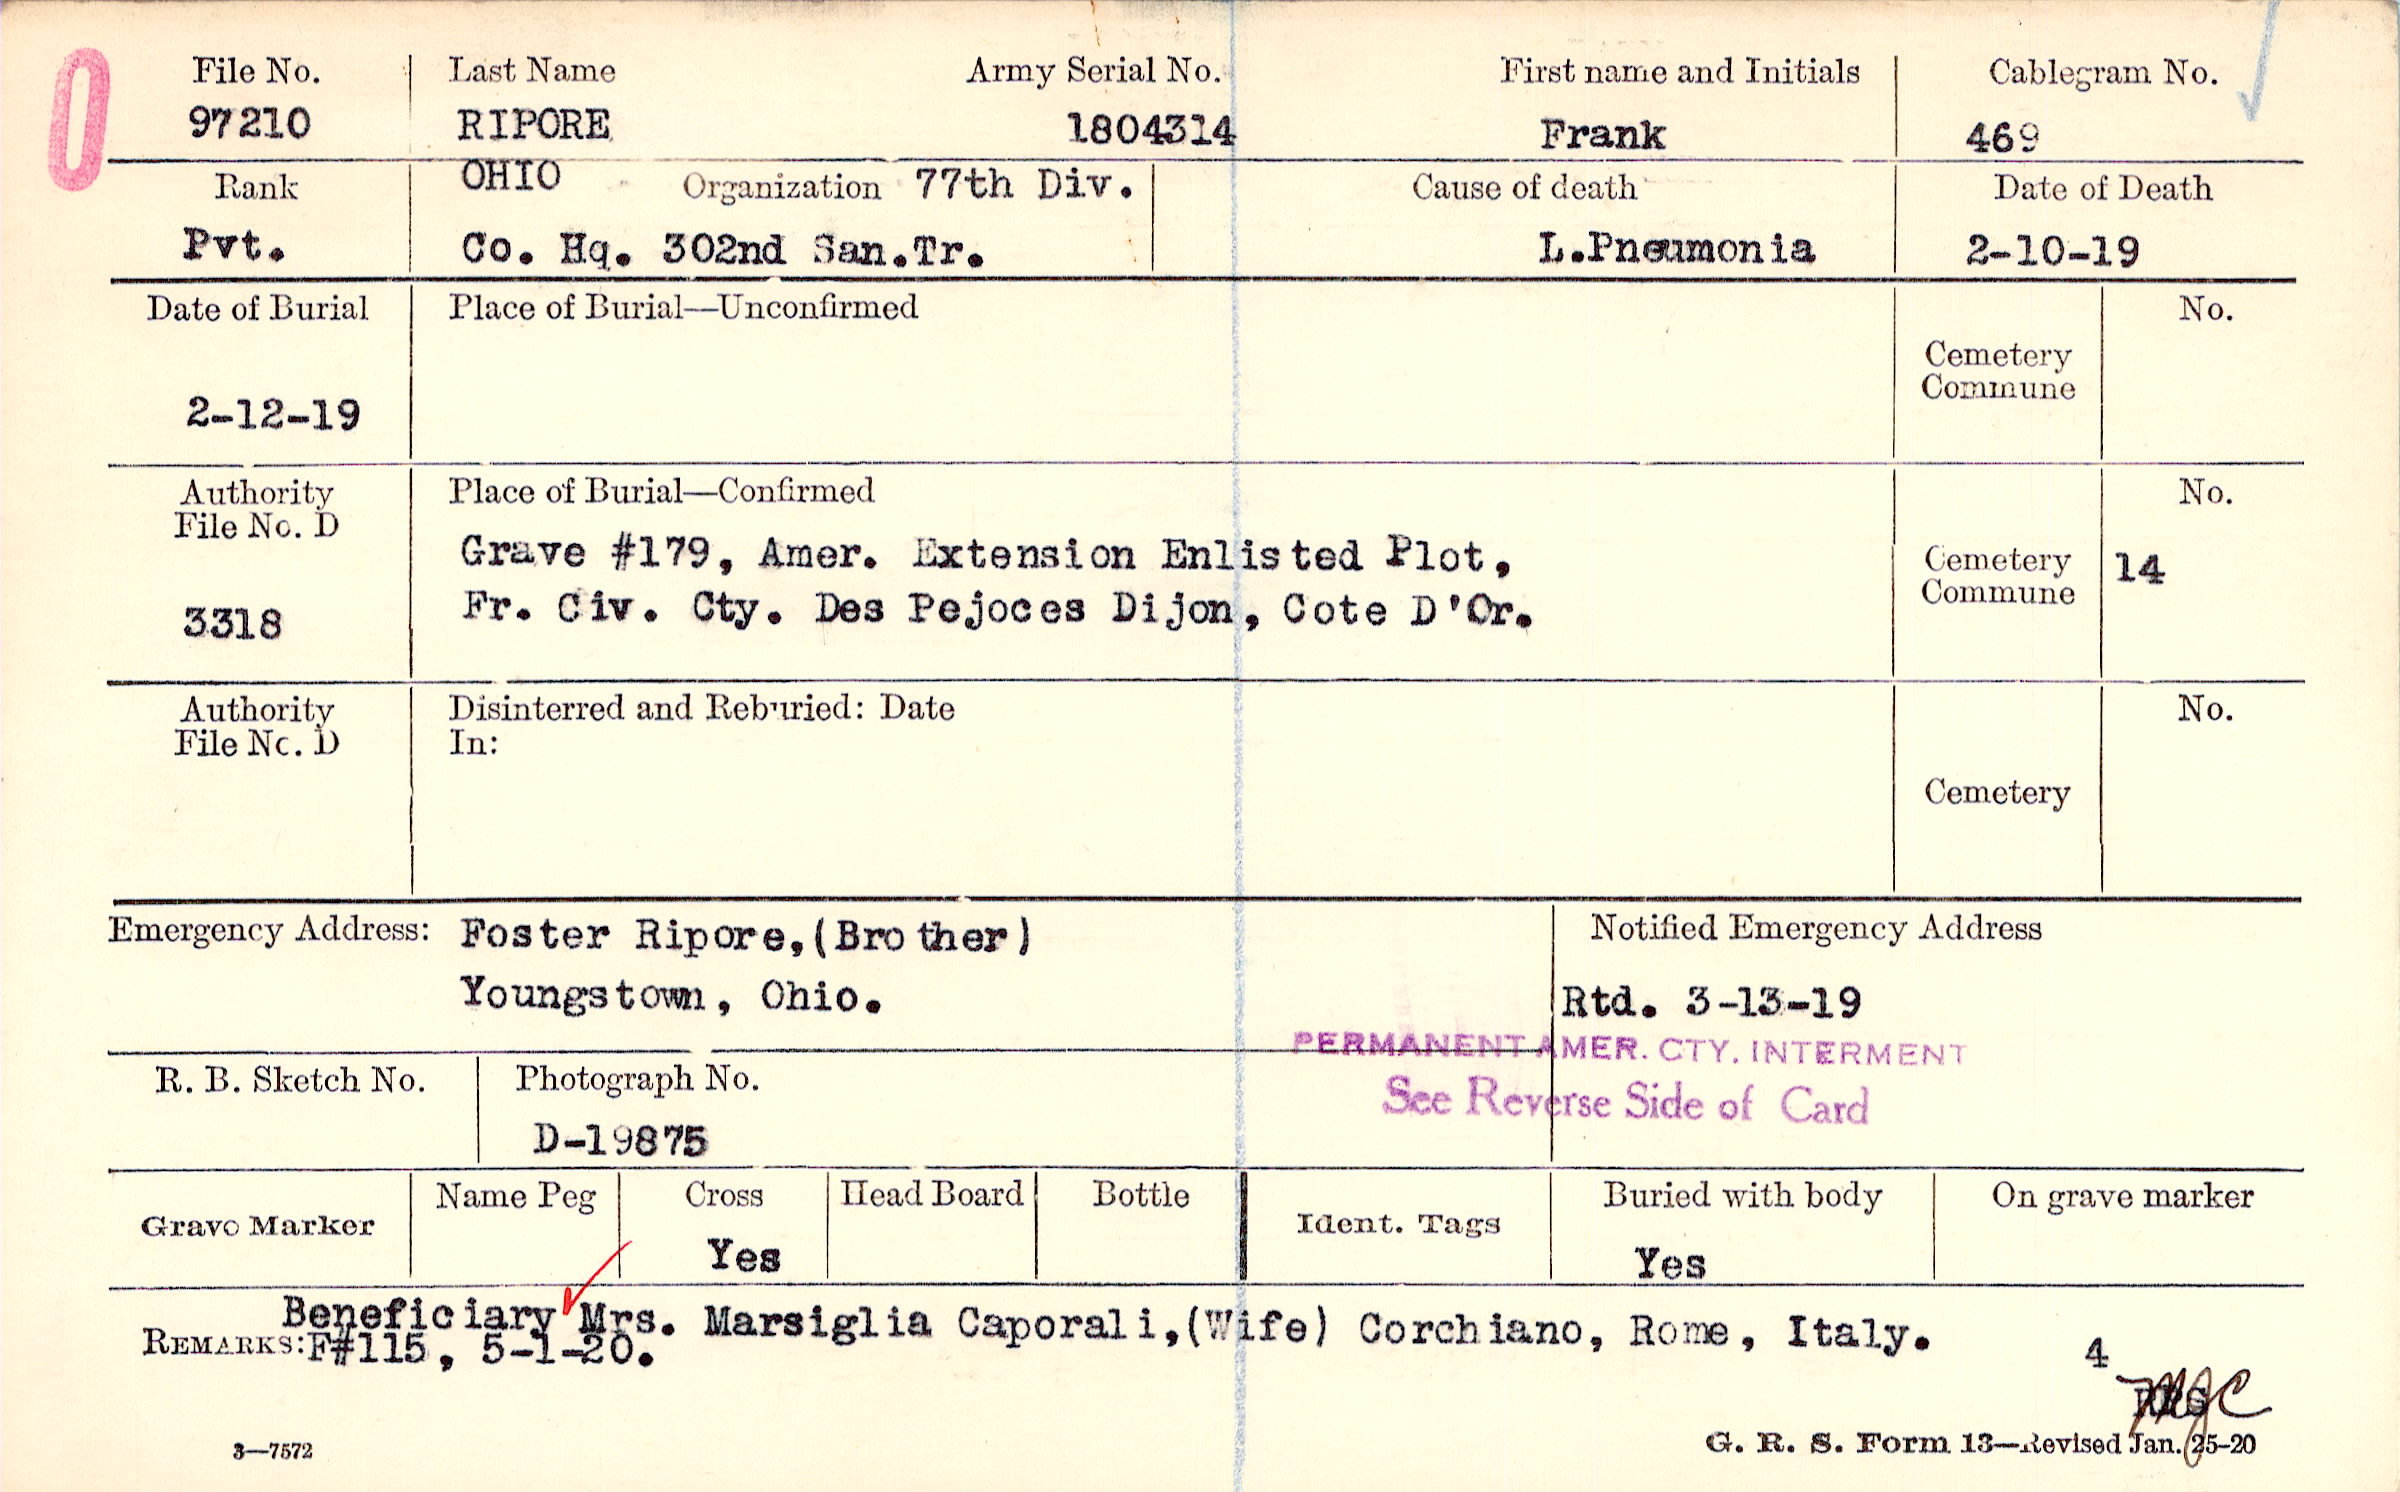 0
File No. Last Name Army Serial No. First name and Initials Cablegram No.
97210 RIPORE 1804314 Frank 469
Rank OHIO Organization 77th Div. Cause of death Date of Death
Pvt. Co. Hq. 302nd San.Tr. L.Pneumonia 2-10-19
Date of Burial Place of Burial—Unconfirmed No.
Cemetery
Commune
2-12-19
Authority Place of Burial—Confirmed No.
File No. D
Grave #179, Amer. Extension Enlisted Plot, Cemetery 14
3318 Fr. Civ. Cty. Des Pejoces Dijon, Cote D'Or. Commune
Authority Disinterred and Reburied: Date No.
File No. D In:
Cemetery
Emergency Address: Foster Ripore,(Brother) Notified Emergency Address
Youngstown, Ohio. Rtd. 3-13-19
PERMANENT AMER. CTY. INTERMENT
R. B. Sketch No. Photograph No. See Reverse Side of Card
D-19875
Grave Marker Name Peg Cross Head Board Bottle Ident. Tags Buried with body On grave marker
Yes Yes
Beneficiary Mrs. Marsiglia Caporali,(Wife) Corchiano, Rome, Italy.
REMARKS: F#115, 5-1-20. 4
3—7572 G. R. S. Form 13—Revised Jan. 25-20